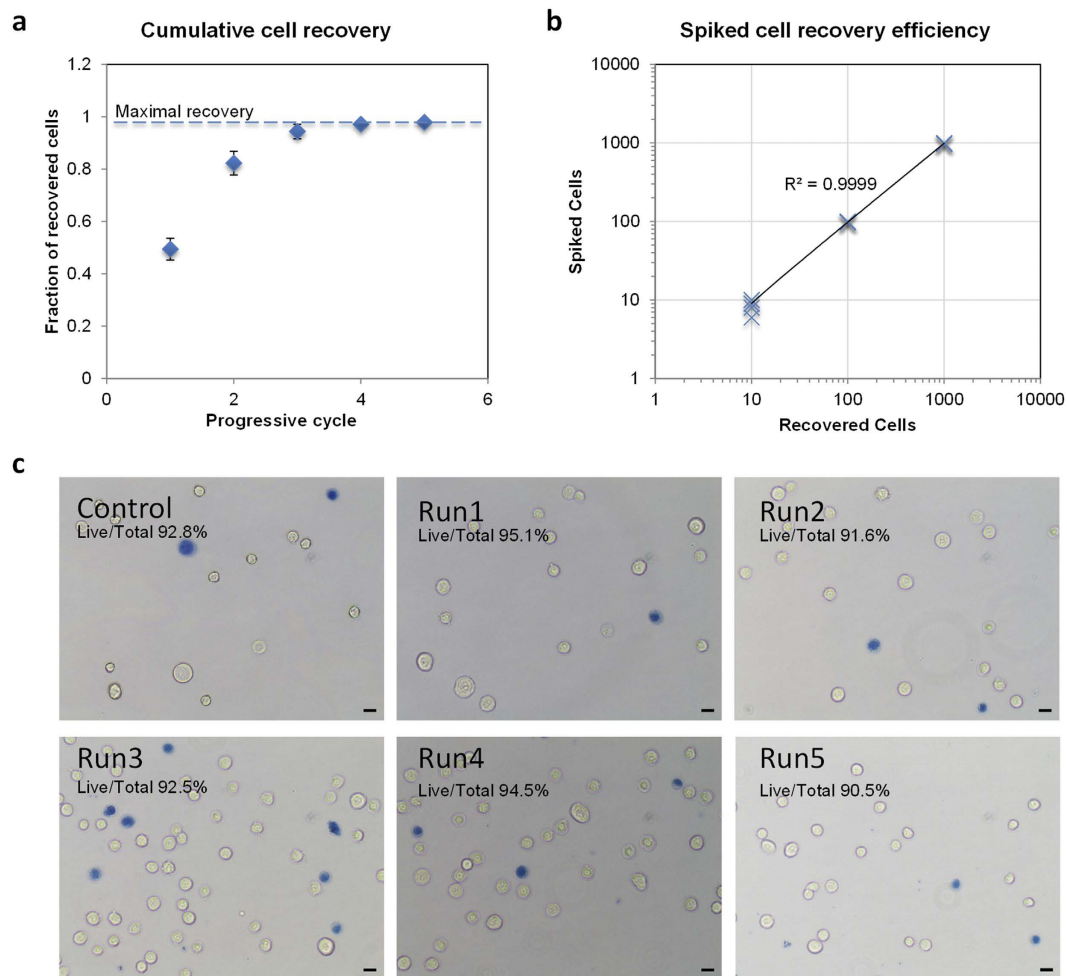 a
Cumulative cell recovery
1.2
1
0.8
0.6
0.4
0.2
0
Fraction of recovered cells
Maximal recovery
0
2
4
6
Progressive cycle
b
Spiked cell recovery efficiency
10000
1000
100
10
1
Spiked Cells
R² = 0.9999
1
10
100
1000
10000
Recovered Cells
c
Control
Live/Total 92.8%
Run1
Live/Total 95.1%
Run2
Live/Total 91.6%
Run3
Live/Total 92.5%
Run4
Live/Total 94.5%
Run5
Live/Total 90.5%